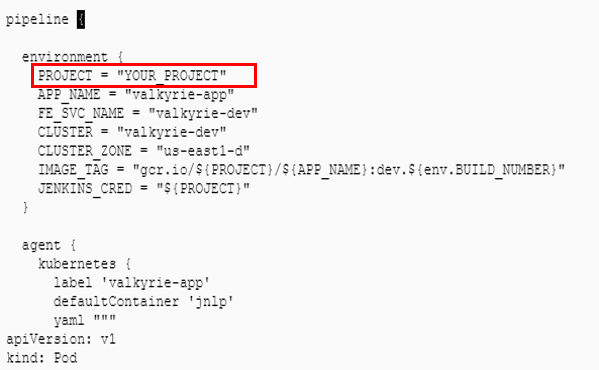 pipeline {
environment {
PROJECT = "YOUR_PROJECT"
APP_NAME = "valkyrie-app"
FE_SVC_NAME = "valkyrie-dev"
CLUSTER = "valkyrie-dev"
CLUSTER_ZONE = "us-east1-d"
IMAGE_TAG = "gcr.io/${PROJECT}/${APP_NAME}:dev.${env.BUILD_NUMBER}"
JENKINS_CRED = "${PROJECT}"
}
agent {
kubernetes {
label 'valkyrie-app'
defaultContainer 'jnlp'
yaml """
apiVersion: v1
kind: Pod